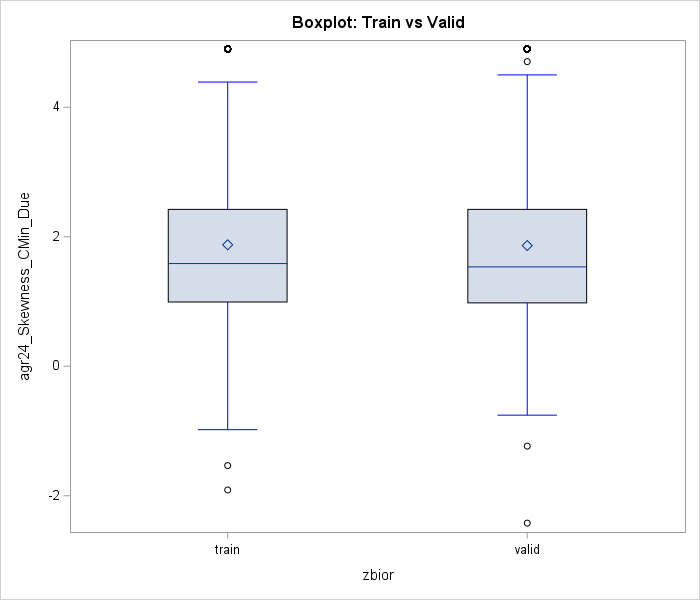 Boxplot: Train vs Valid
agr24_Skewness_CMin_Due
4
2
0
-2
train
valid
zbior